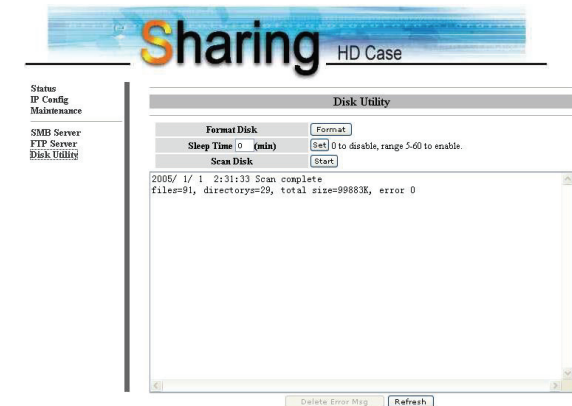 Sharing HD Case
Status
IP Config
Maintenance
SMB Server
FTP Server
Disk Utility
Disk Utility
Format Disk Format
Sleep Time 0 (min) Set 0 to disable, range 5-60 to enable.
Scan Disk Start
2005/ 1/ 1 2:31:33 Scan complete
files=91, directorys=29, total size=99883K, error 0
Delete Error Msg Refresh